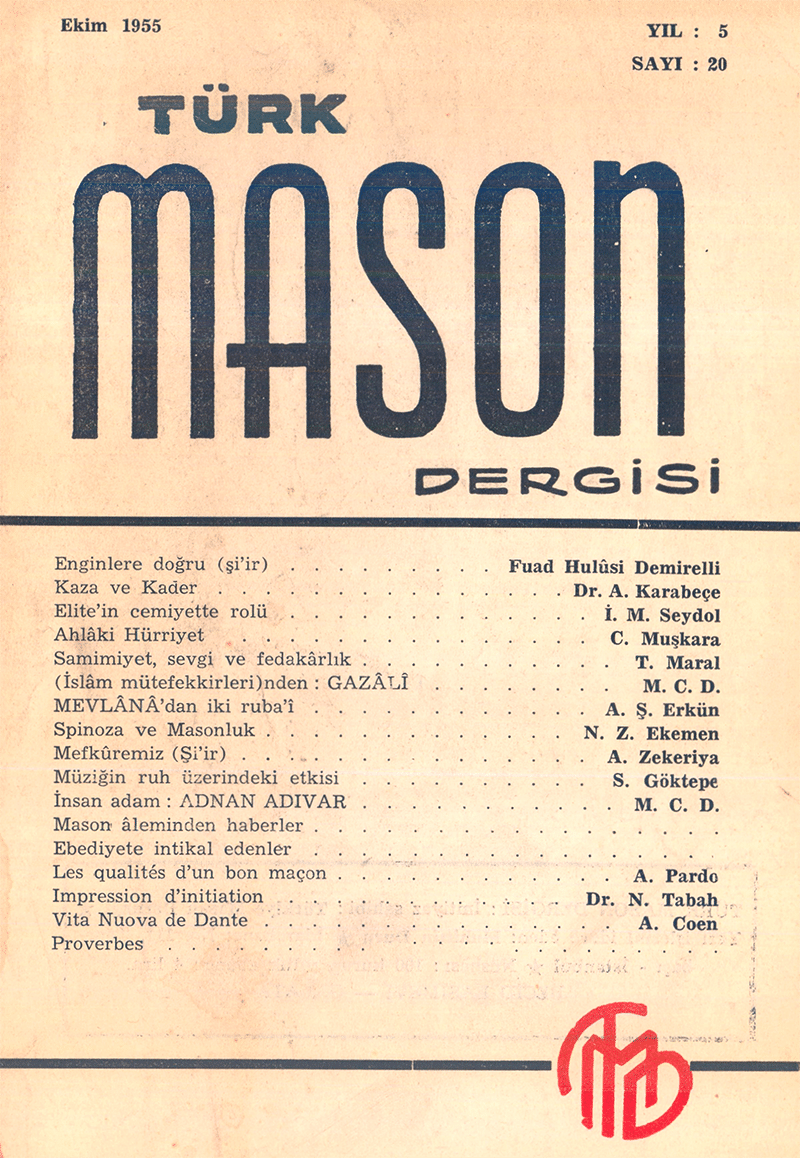 Ekim 1955
YIL : 5
SAYI : 20
TÜRK
MASON
DERGİSİ
Enginlere doğru (şi'ir) . . . . . . . . . Fuad Hulûsi Demirelli
Kaza ve Kader . . . . . . . . . . . . . . . Dr. A. Karabeçe
Elite'in cemiyette rolü . . . . . . . . . . . . . İ. M. Seydol
Ahlâki Hürriyet . . . . . . . . . . . . . . . C. Muşkara
Samimiyet, sevgi ve fedakârlık . . . . . . . . . . . T. Maral
(İslâm mütefekkirleri)nden : GAZÂLÎ . . . . . . . . M. C. D.
MEVLÂNÂ'dan iki ruba'î . . . . . . . . . . . . A. Ş. Erkün
Spinoza ve Masonluk . . . . . . . . . . . . . N. Z. Ekemen
Mefkûremiz (Şi'ir) . . . . . . . . . . . . . . A. Zekeriya
Müziğin ruh üzerindeki etkisi . . . . . . . . . . S. Göktepe
İnsan adam : ADNAN ADIVAR . . . . . . . . . . . M. C. D.
Mason âleminden haberler . . . . . . . . . . . . . . . .
Ebediyete intikal edenler . . . . . . . . . . . . . . . .
Les qualités d'un bon maçon . . . . . . . . . . . . A. Pardo
Impression d'initiation . . . . . . . . . . . . Dr. N. Tabah
Vita Nuova de Dante . . . . . . . . . . . . . . . A. Coen
Proverbes . . . . . . . . . . . . . . . . . . . . . .
TMD